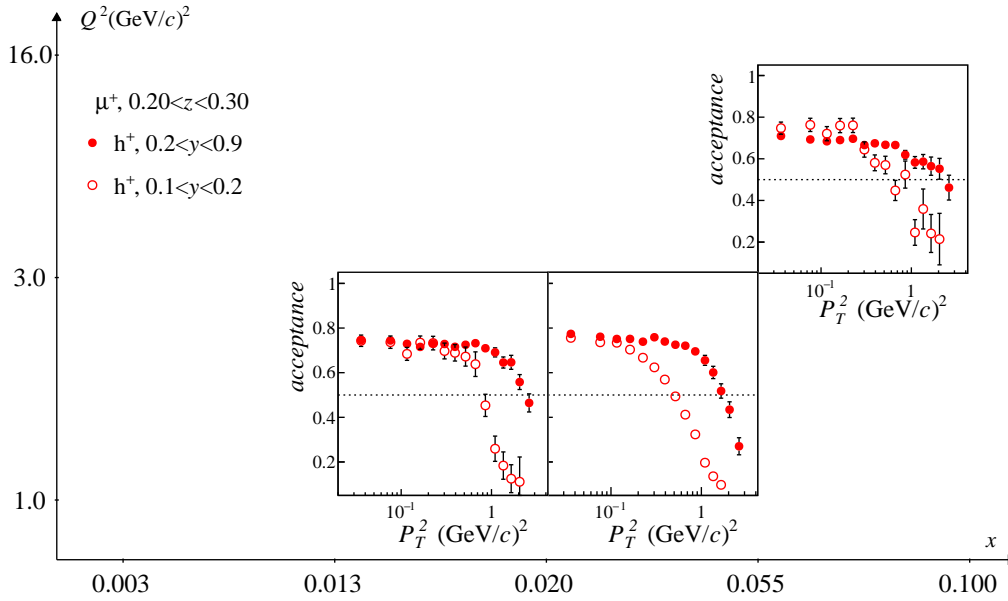 Q²(GeV/c)²
16.0
μ⁺, 0.20<z<0.30
h⁺, 0.2<y<0.9
h⁺, 0.1<y<0.2
acceptance
1
0.8
0.6
0.4
0.2
10⁻¹ 1
P_T² (GeV/c)²
3.0
acceptance
1
0.8
0.6
0.4
0.2
10⁻¹ 1 10⁻¹ 1
P_T² (GeV/c)² P_T² (GeV/c)²
1.0
x
0.003 0.013 0.020 0.055 0.100